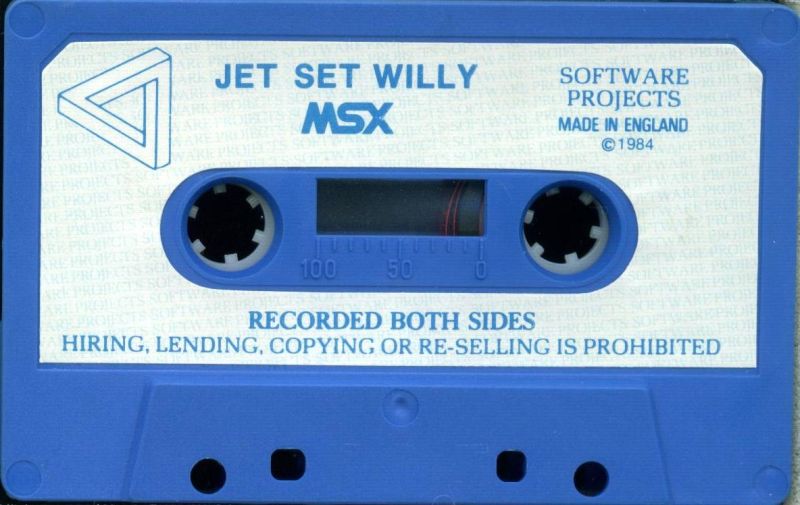 JET SET WILLY
MSX
SOFTWARE
PROJECTS
MADE IN ENGLAND
©1984
100 50 0
RECORDED BOTH SIDES
HIRING, LENDING, COPYING OR RE-SELLING IS PROHIBITED